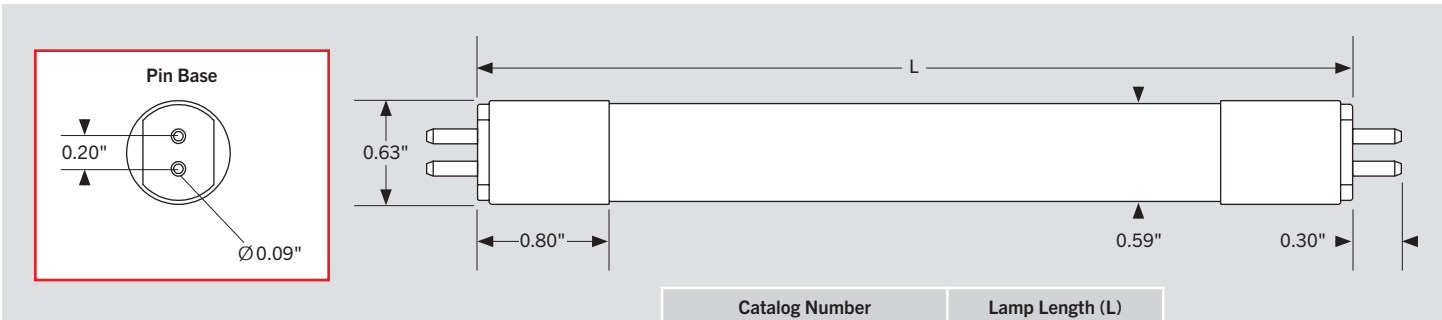 Pin Base
0.20"
Ø0.09"
L
0.63"
0.80"
0.59"
0.30"
Catalog Number
Lamp Length (L)